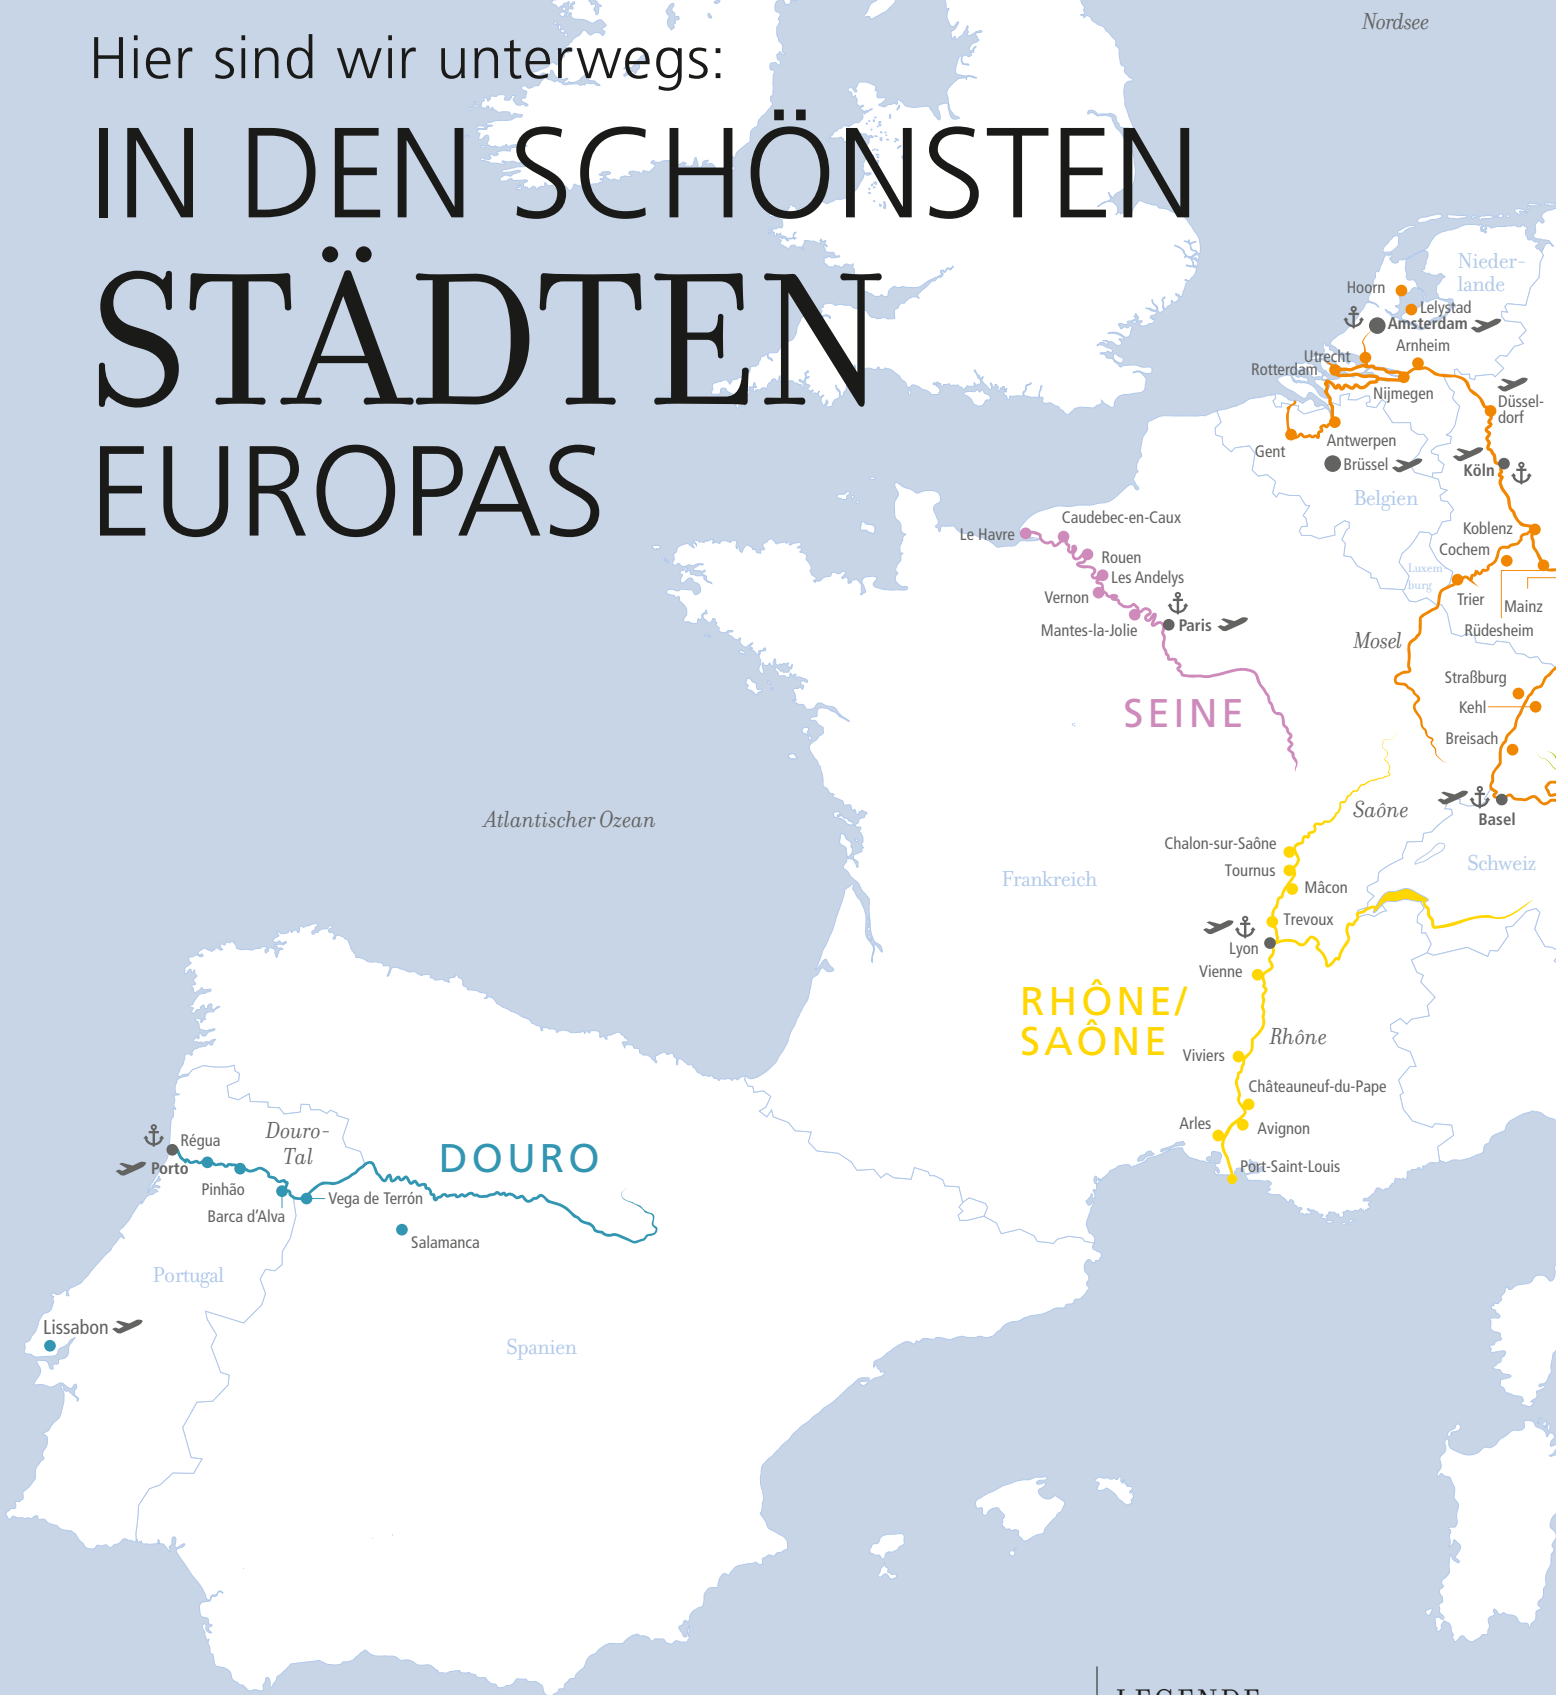 Hier sind wir unterwegs:
IN DEN SCHÖNSTEN
STÄDTEN
EUROPAS
Nordsee
Nieder-
lande
Hoorn
Lelystad
Amsterdam
Arnheim
Utrecht
Rotterdam
Nijmegen
Düssel-
dorf
Antwerpen
Gent
Brüssel
Köln
Belgien
Koblenz
Cochem
Luxem
burg
Trier
Mainz
Rüdesheim
Mosel
Straßburg
Kehl
Breisach
Basel
Schweiz
Le Havre
Caudebec-en-Caux
Rouen
Les Andelys
Vernon
Mantes-la-Jolie
Paris
SEINE
Atlantischer Ozean
Frankreich
Saône
Chalon-sur-Saône
Tournus
Mâcon
Trevoux
Lyon
Vienne
RHÔNE/
SAÔNE
Rhône
Viviers
Châteauneuf-du-Pape
Arles
Avignon
Port-Saint-Louis
Régua
Porto
Douro-
Tal
DOURO
Pinhão
Barca d'Alva
Vega de Terrón
Salamanca
Portugal
Lissabon
Spanien
LEGENDE